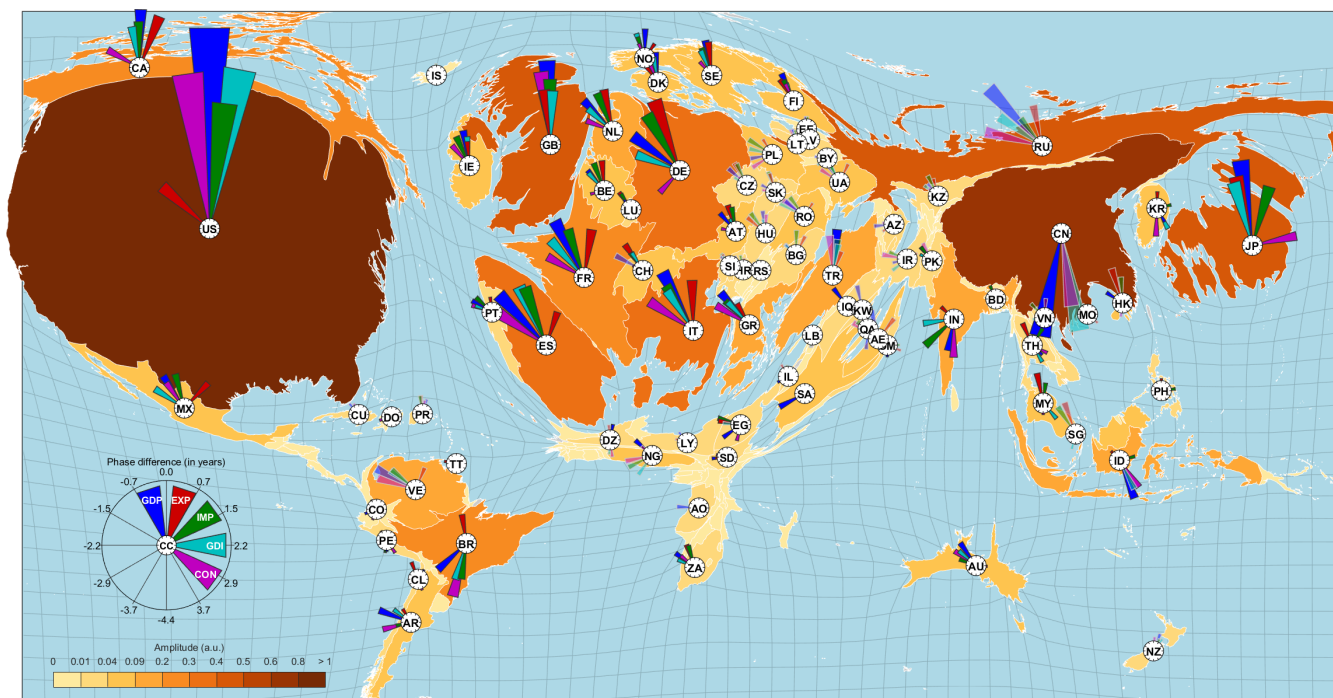 CA
IS
NO
DK
SE
FI
NL
GB
IE
BE
LU
DE
PL
LT
BY
CZ
SK
UA
RU
KZ
KR
CN
JP
US
AT
HU
RO
AZ
FR
CH
SI
RS
BG
TR
IR
PK
PT
ES
IT
GR
IQ
KW
QA
AE
LB
IN
BD
VN
MO
HK
TH
MX
CU
DO
PR
IL
SA
MY
PH
SG
DZ
NG
LY
EG
SD
ID
TT
VE
CO
AO
PE
BR
CL
AR
ZA
AU
NZ
Phase difference (in years)
0.0
-0.7
0.7
-1.5
1.5
-2.2
2.2
-2.9
2.9
-3.7
3.7
-4.4
GDP
EXP
IMP
GDI
CON
CC
Amplitude (a.u.)
0 0.01 0.04 0.09 0.2 0.3 0.4 0.5 0.6 0.8 > 1